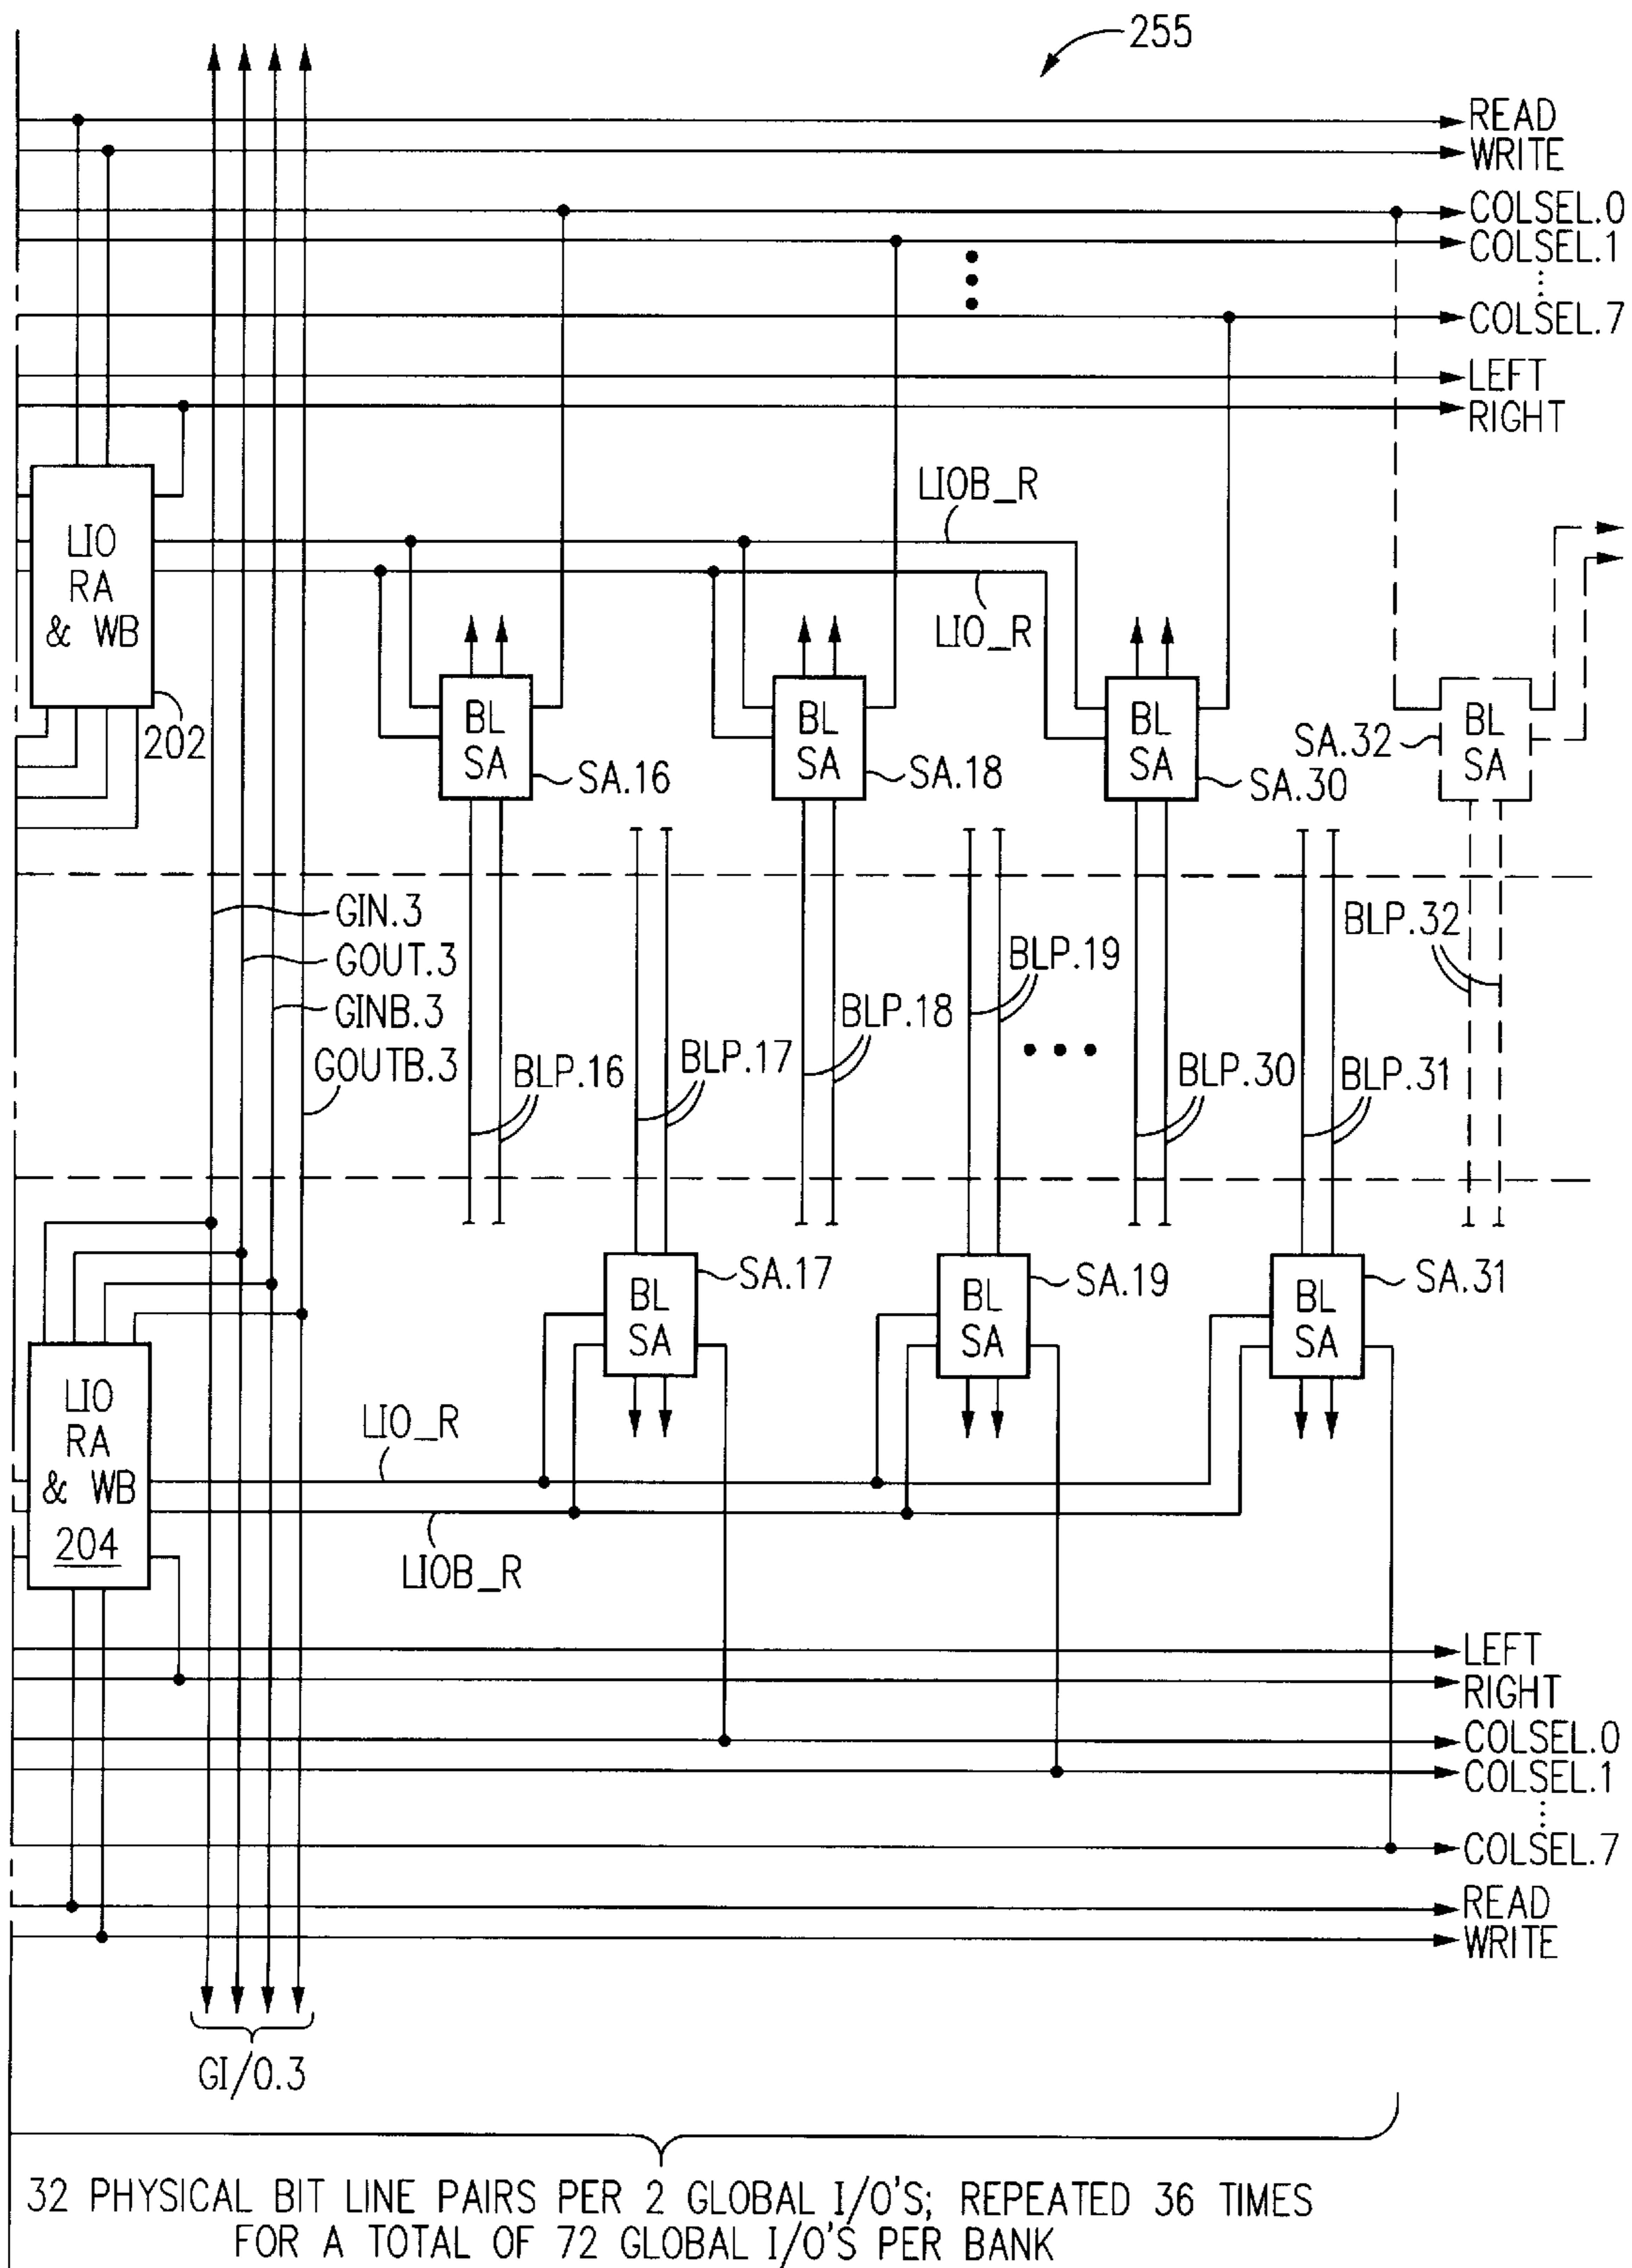 255
READ
WRITE
COLSEL.0
COLSEL.1
COLSEL.7
LEFT
RIGHT
LIOB_R
LIO
RA
& WB
202
LIO_R
BL
SA
SA.16
BL
SA
SA.18
BL
SA
SA.30
SA.32
BL
SA
GIN.3
GOUT.3
GINB.3
GOUTB.3
BLP.16
BLP.17
BLP.18
BLP.19
BLP.30
BLP.31
BLP.32
BL
SA
SA.17
BL
SA
SA.19
BL
SA
SA.31
LIO
RA
& WB
204
LIO_R
LIOB_R
LEFT
RIGHT
COLSEL.0
COLSEL.1
COLSEL.7
READ
WRITE
GI/O.3
32 PHYSICAL BIT LINE PAIRS PER 2 GLOBAL I/O'S; REPEATED 36 TIMES
FOR A TOTAL OF 72 GLOBAL I/O'S PER BANK